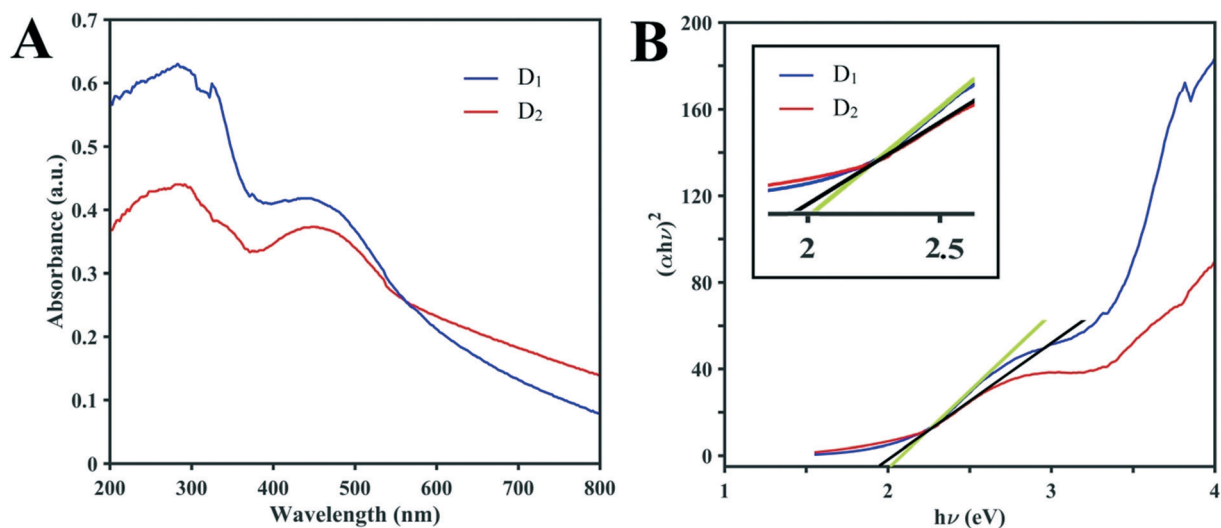 A
0.7
0.6
0.5
0.4
0.3
0.2
0.1
0
Absorbance (a.u.)
D₁
D₂
200 300 400 500 600 700 800
Wavelength (nm)
B
200
160
120
80
40
0
(αhν)²
D₁
D₂
2 2.5
1 2 3 4
hν (eV)